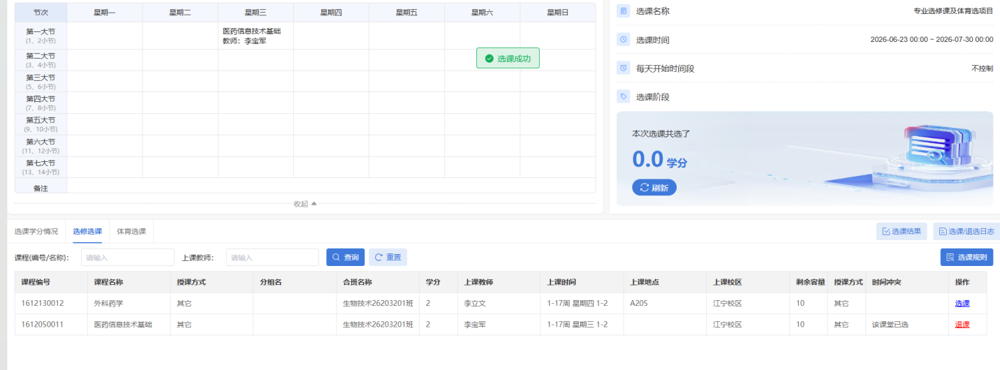 节次 星期一 星期二 星期三 星期四 星期五 星期六 星期日
第一大节
(1、2小节)
医药信息技术基础
教师：李宝军
第二大节
(3、4小节)
选课成功
第三大节
(5、6小节)
第四大节
(7、8小节)
第五大节
(9、10小节)
第六大节
(11、12小节)
第七大节
(13、14小节)
备注
收起
选课名称 专业选修课及体育选项目
选课时间 2026-06-23 00:00 ~ 2026-07-30 00:00
每天开始时间段 不控制
选课阶段
本次选课共选了
0.0 学分
刷新
选课学分情况 选修选课 体育选课 选课结果 选课/退选日志
课程(编号/名称): 请输入 上课教师: 请输入 查询 重置 选课规则
课程编号 课程名称 授课方式 分组名 合班名称 学分 上课教师 上课时间 上课地点 上课校区 剩余容量 授课方式 时间冲突 操作
1612130012 外科药学 其它 生物技术26203201班 2 李立文 1-17周 星期四 1-2 A205 江宁校区 10 其它 选课
1612050011 医药信息技术基础 其它 生物技术26203201班 2 李宝军 1-17周 星期三 1-2 江宁校区 10 其它 该课堂已选 退课